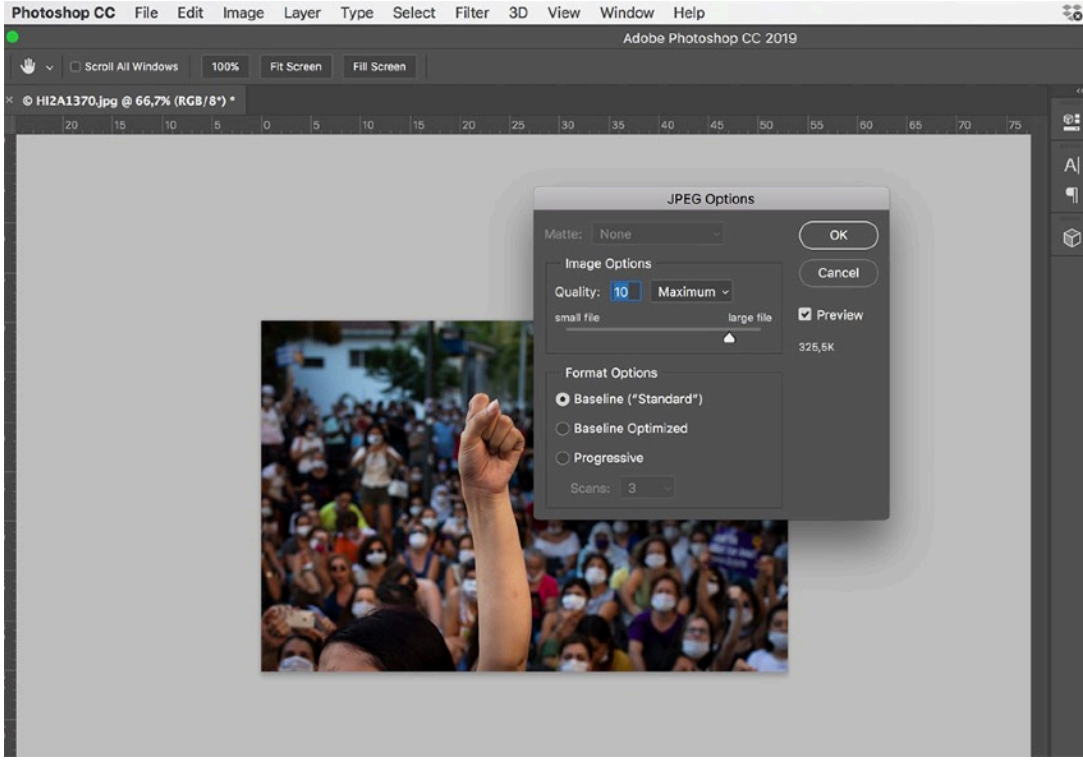 Photoshop CC File Edit Image Layer Type Select Filter 3D View Window Help
Adobe Photoshop CC 2019
Scroll All Windows 100% Fit Screen Fill Screen
× © HI2A1370.jpg @ 66,7% (RGB/8*) *
20 15 10 5 0 5 10 15 20 25 30 35 40 45 50 55 60 65 70 75
JPEG Options
Matte: None
OK
Image Options
Cancel
Quality: 10 Maximum
small file large file
Preview
325,5K
Format Options
Baseline ("Standard")
Baseline Optimized
Progressive
Scans: 3